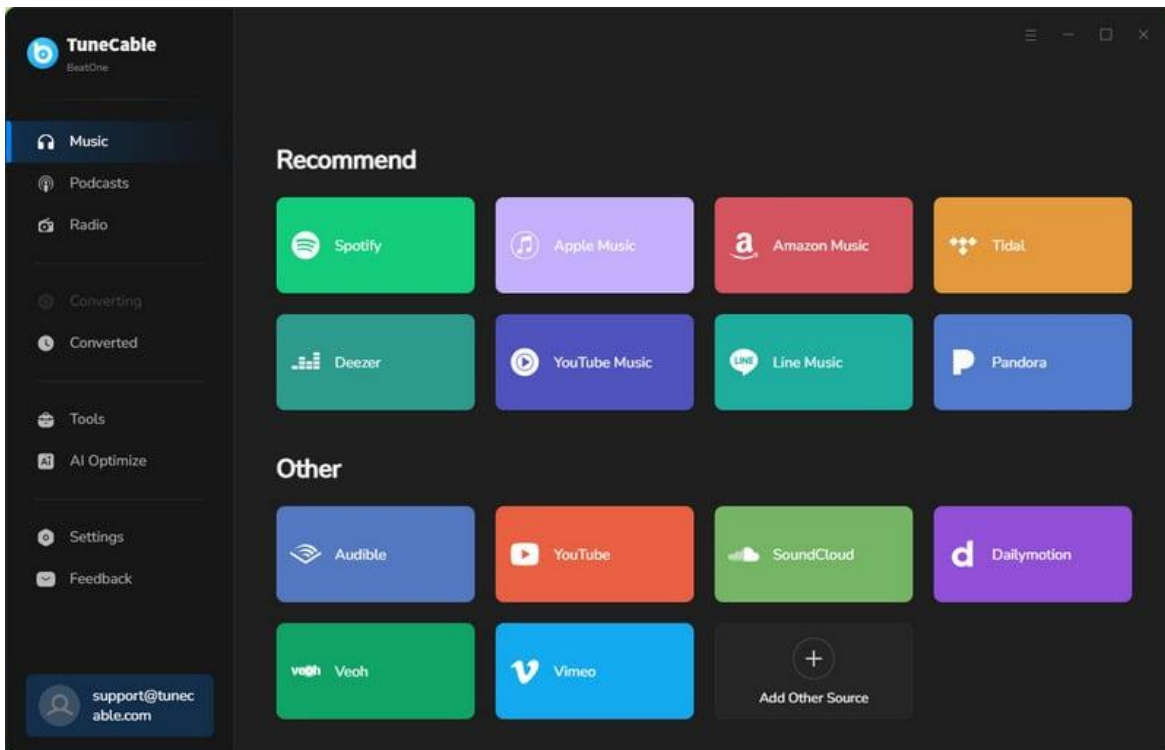 TuneCable
BeatOne
Music
Podcasts
Radio
Converting
Converted
Tools
AI Optimize
Settings
Feedback
support@tunec
able.com
Recommend
Spotify
Apple Music
a Amazon Music
Tidal
Deezer
YouTube Music
LINE Line Music
Pandora
Other
Audible
YouTube
SoundCloud
d Dailymotion
veoh Veoh
Vimeo
Add Other Source